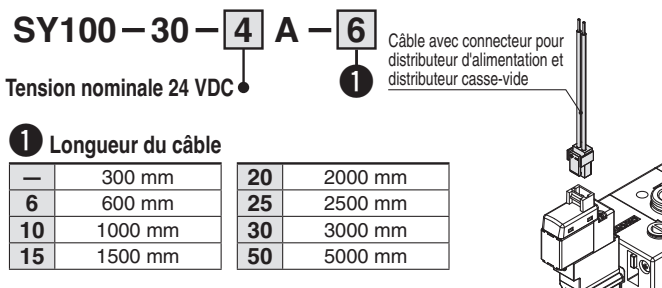 SY100 – 30 – 4 A – 6
Tension nominale 24 VDC
1
Câble avec connecteur pour
distributeur d'alimentation et
distributeur casse-vide
1 Longueur du câble
— 300 mm
6 600 mm
10 1000 mm
15 1500 mm
20 2000 mm
25 2500 mm
30 3000 mm
50 5000 mm